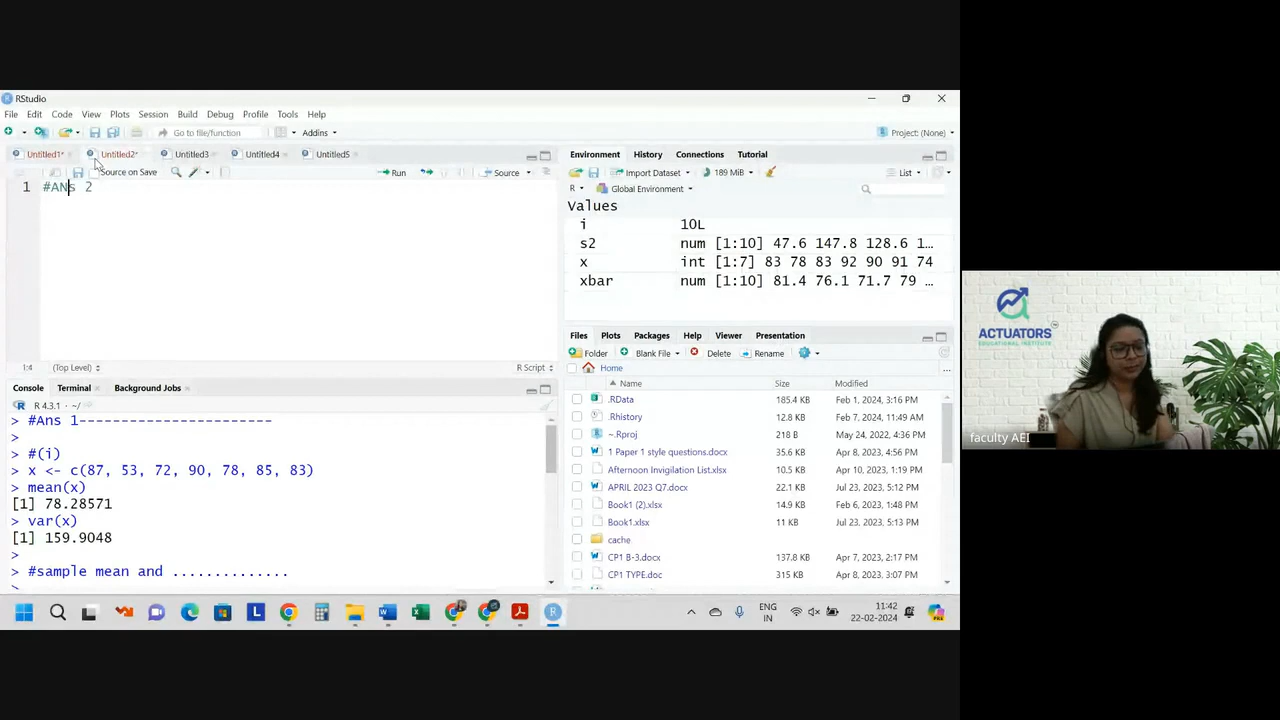 RStudio
File Edit Code View Plots Session Build Debug Profile Tools Help
Go to file/function Addins Project: (None)
Untitled1* Untitled2* Untitled3 Untitled4 Untitled5
Source on Save Run Source
1 #ANs 2
1:4 (Top Level) R Script
Console Terminal Background Jobs
R 4.3.1 · ~/
> #Ans 1-----------------------
>
> #(i)
> x <- c(87, 53, 72, 90, 78, 85, 83)
> mean(x)
[1] 78.28571
> var(x)
[1] 159.9048
>
> #sample mean and ..............
Environment History Connections Tutorial
Import Dataset 189 MiB List
R Global Environment
Values
i 10L
s2 num [1:10] 47.6 147.8 128.6 1…
x int [1:7] 83 78 83 92 90 91 74
xbar num [1:10] 81.4 76.1 71.7 79 …
Files Plots Packages Help Viewer Presentation
Folder Blank File Delete Rename
Home
Name Size Modified
.RData 185.4 KB Feb 1, 2024, 3:16 PM
.Rhistory 12.8 KB Feb 7, 2024, 11:49 AM
~.Rproj 218 B May 24, 2022, 4:36 PM
1 Paper 1 style questions.docx 35.6 KB Apr 8, 2023, 4:56 PM
Afternoon Invigilation List.xlsx 10.5 KB Apr 10, 2023, 1:19 PM
APRIL 2023 Q7.docx 22.1 KB Jul 23, 2023, 5:12 PM
Book1 (2).xlsx 14.9 KB Feb 6, 2023, 1:48 PM
Book1.xlsx 11 KB Jul 23, 2023, 5:13 PM
cache
CP1 B-3.docx 137.8 KB Apr 7, 2023, 2:17 PM
CP1 TYPE.doc 315 KB Apr 8, 2023, 3:07 PM
ENG
IN
11:42
22-02-2024
ACTUATORS
EDUCATIONAL INSTITUTE
faculty AEI